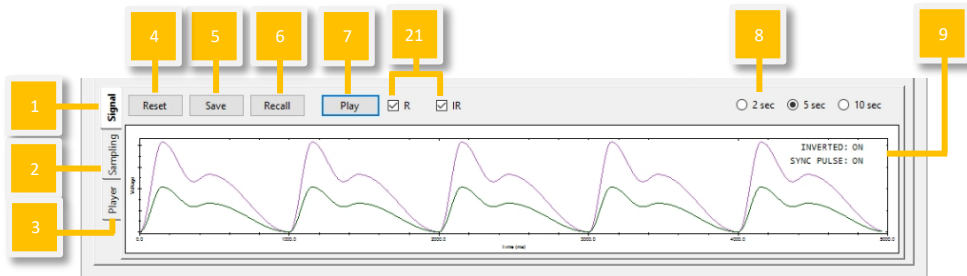 4 5 6 7 21 8 9
1 Signal Reset Save Recall Play R IR 2 sec 5 sec 10 sec
INVERTED: ON
SYNC PULSE: ON
2 Sampling
Voltage
3 Player
0.0 1000.0 2000.0 3000.0 4000.0 5000.0
Time (ms)